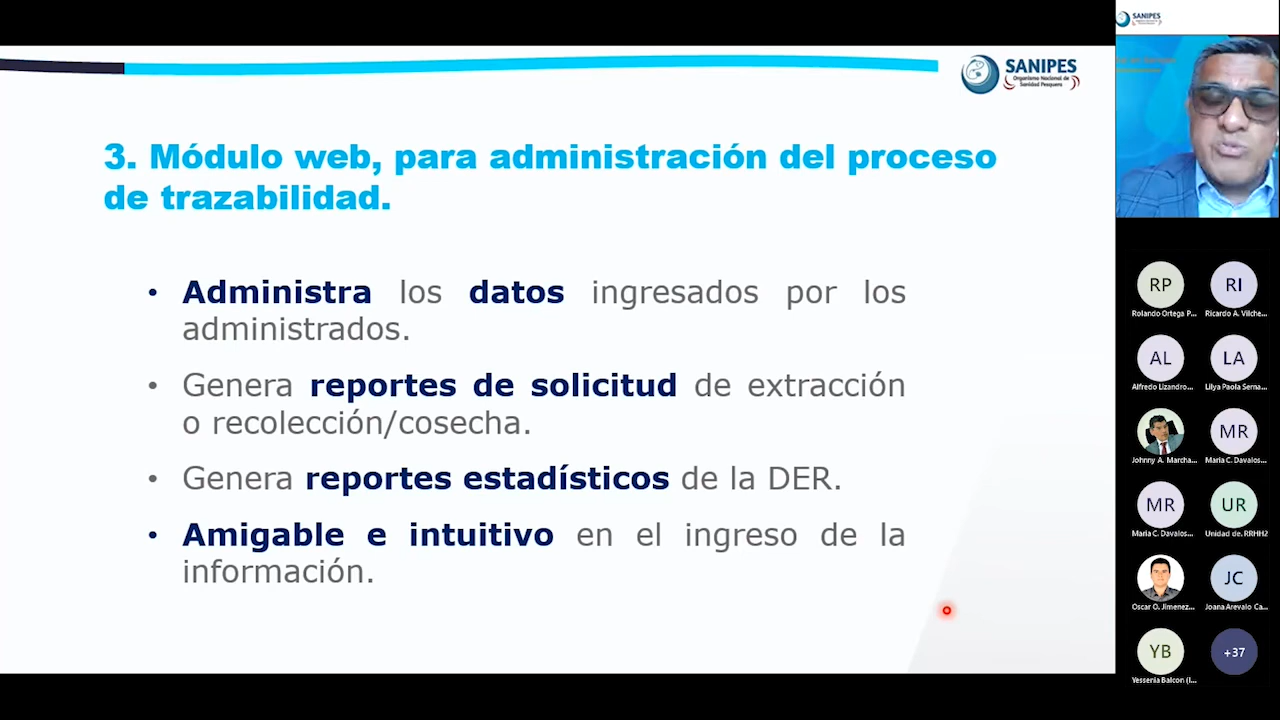 SANIPES
Organismo Nacional de
Sanidad Pesquera
3. Módulo web, para administración del proceso
de trazabilidad.
• Administra los datos ingresados por los
administrados.
• Genera reportes de solicitud de extracción
o recolección/cosecha.
• Genera reportes estadísticos de la DER.
• Amigable e intuitivo en el ingreso de la
información.
SANIPES
RP
RI
Rolando Ortega P...
Ricardo A. Vilche...
AL
LA
Alfredo Lizandro...
Lilya Paola Serna...
MR
Johnny A. Marcha...
Maria C. Davalos...
MR
UR
Maria C. Davalos...
Unidad de. RRHH2
JC
Oscar O. Jimenez...
Joana Arevalo Ca...
YB
+37
Yessenia Balcon (I...